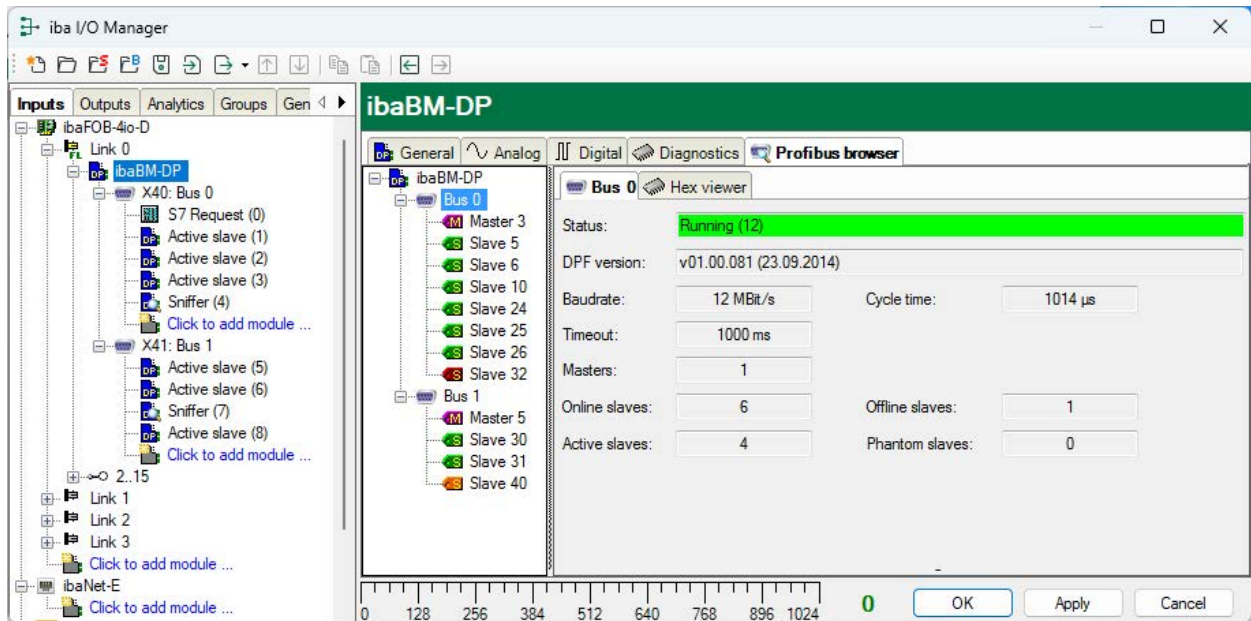 iba I/O Manager
Inputs Outputs Analytics Groups Gen
ibaFOB-4io-D
Link 0
ibaBM-DP
X40: Bus 0
S7 Request (0)
Active slave (1)
Active slave (2)
Active slave (3)
Sniffer (4)
Click to add module ...
X41: Bus 1
Active slave (5)
Active slave (6)
Sniffer (7)
Active slave (8)
Click to add module ...
2..15
Link 1
Link 2
Link 3
Click to add module ...
ibaNet-E
Click to add module ...
ibaBM-DP
General Analog Digital Diagnostics Profibus browser
ibaBM-DP
Bus 0
Master 3
Slave 5
Slave 6
Slave 10
Slave 24
Slave 25
Slave 26
Slave 32
Bus 1
Master 5
Slave 30
Slave 31
Slave 40
Bus 0 Hex viewer
Status: Running (12)
DPF version: v01.00.081 (23.09.2014)
Baudrate: 12 MBit/s Cycle time: 1014 µs
Timeout: 1000 ms
Masters: 1
Online slaves: 6 Offline slaves: 1
Active slaves: 4 Phantom slaves: 0
0 128 256 384 512 640 768 896 1024
0 OK Apply Cancel